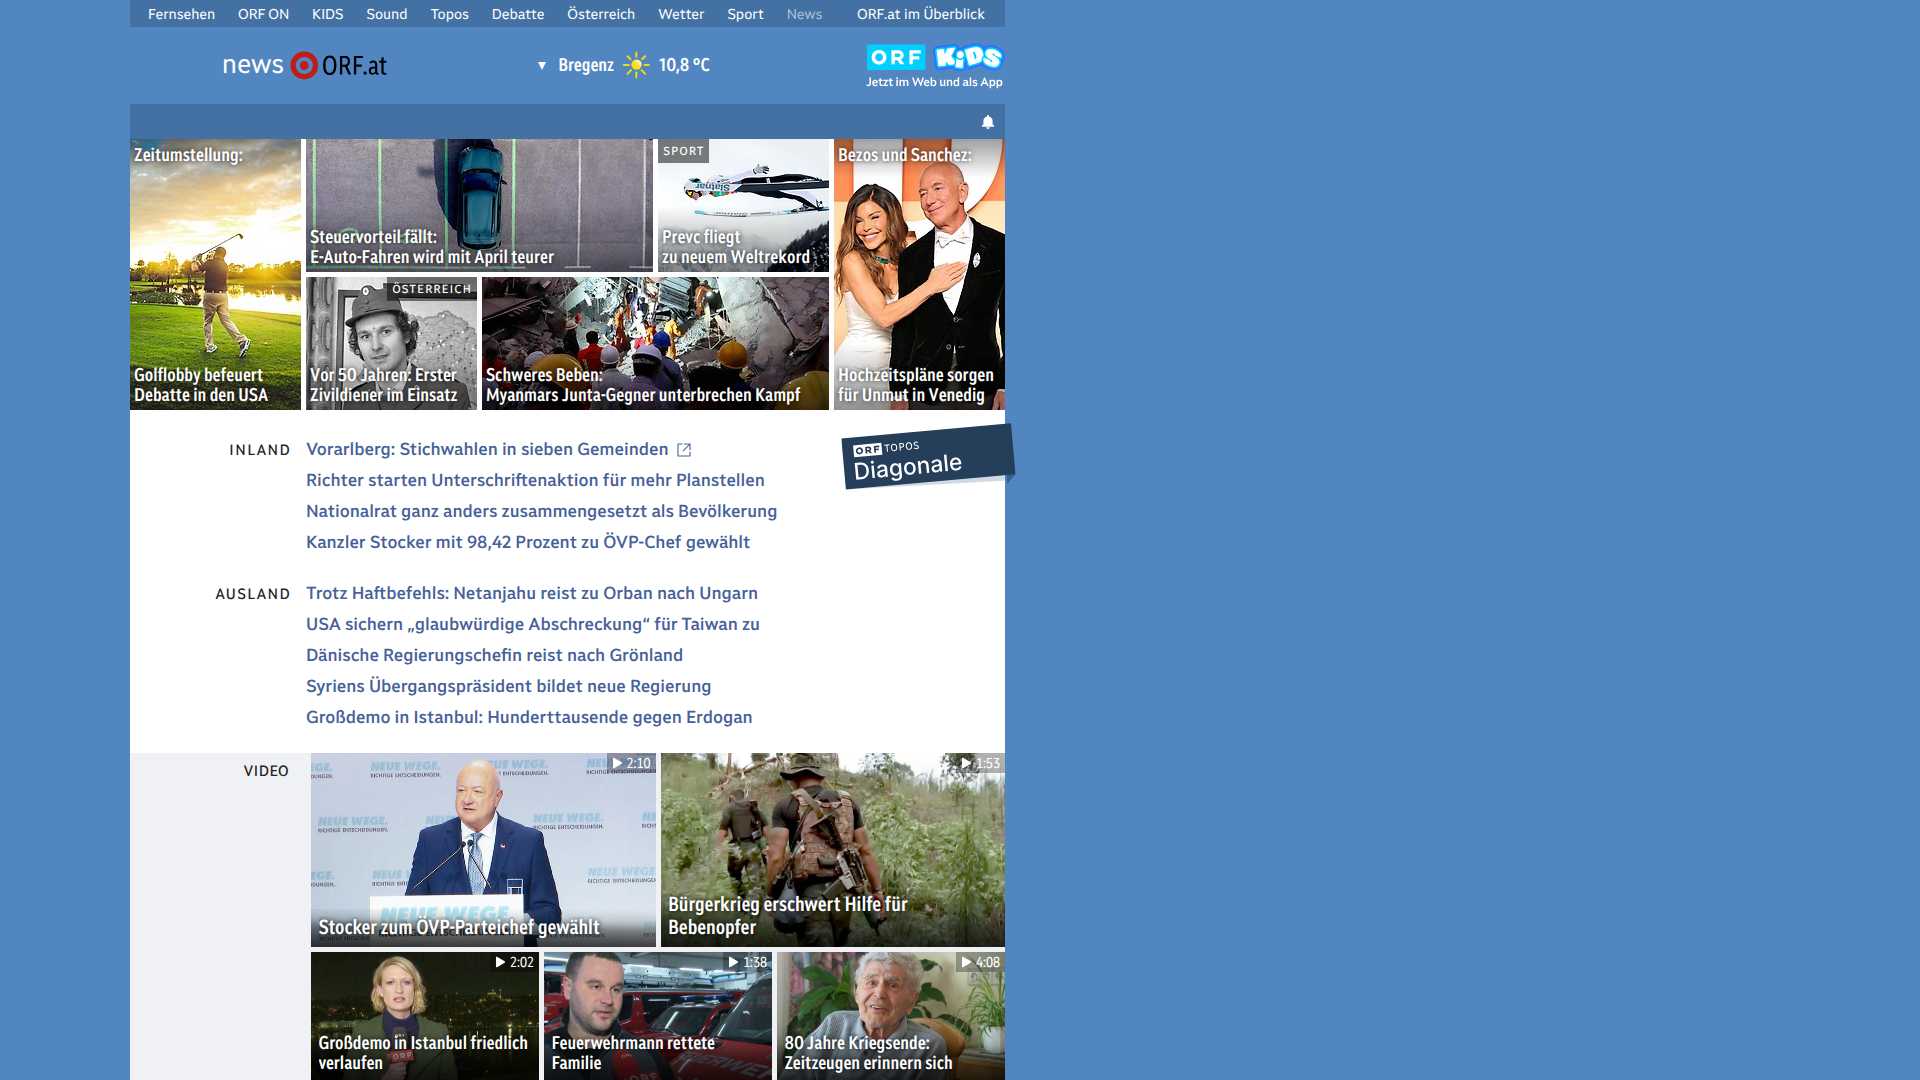 Fernsehen ORF ON KIDS Sound Topos Debatte Österreich Wetter Sport News ORF.at im Überblick
news ORF.at
Bregenz 10,8 °C
ORF KiDS
Jetzt im Web und als App
Zeitumstellung:
Golflobby befeuert
Debatte in den USA
Steuervorteil fällt:
E-Auto-Fahren wird mit April teurer
SPORT
Slatnar
Prevc fliegt
zu neuem Weltrekord
Bezos und Sanchez:
Hochzeitspläne sorgen
für Unmut in Venedig
ÖSTERREICH
Vor 50 Jahren: Erster
Zivildiener im Einsatz
Schweres Beben:
Myanmars Junta-Gegner unterbrechen Kampf
INLAND
Vorarlberg: Stichwahlen in sieben Gemeinden
Richter starten Unterschriftenaktion für mehr Planstellen
Nationalrat ganz anders zusammengesetzt als Bevölkerung
Kanzler Stocker mit 98,42 Prozent zu ÖVP-Chef gewählt
ORF TOPOS
Diagonale
AUSLAND
Trotz Haftbefehls: Netanjahu reist zu Orban nach Ungarn
USA sichern „glaubwürdige Abschreckung“ für Taiwan zu
Dänische Regierungschefin reist nach Grönland
Syriens Übergangspräsident bildet neue Regierung
Großdemo in Istanbul: Hunderttausende gegen Erdogan
VIDEO
2:10
NEUE WEGE.
RICHTIGE ENTSCHEIDUNGEN.
NEUE WEGE
Stocker zum ÖVP-Parteichef gewählt
1:53
Bürgerkrieg erschwert Hilfe für
Bebenopfer
2:02
ORF
Großdemo in Istanbul friedlich
verlaufen
1:38
ORF
Feuerwehrmann rettete
Familie
4:08
80 Jahre Kriegsende:
Zeitzeugen erinnern sich